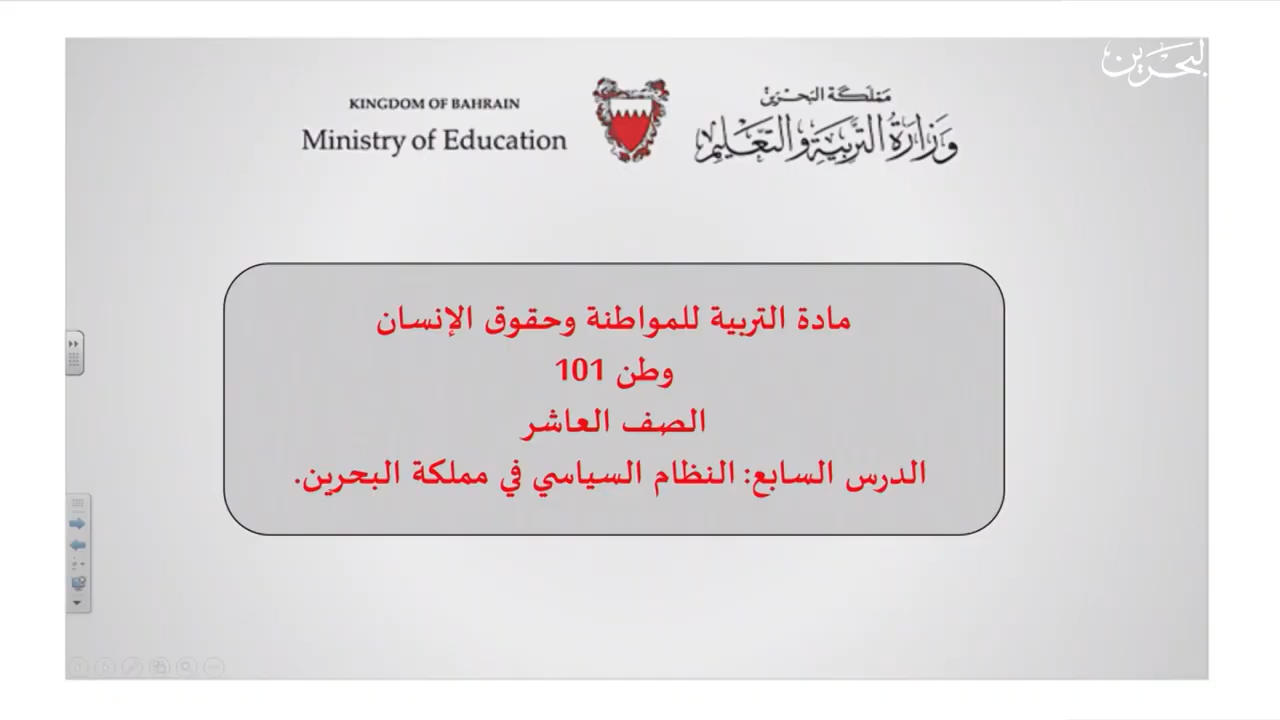 البحرين
مملكة البحرين
وزارة التربية والتعليم
KINGDOM OF BAHRAIN
Ministry of Education
مادة التربية للمواطنة وحقوق الإنسان
وطن 101
الصف العاشر
الدرس السابع: النظام السياسي في مملكة البحرين.